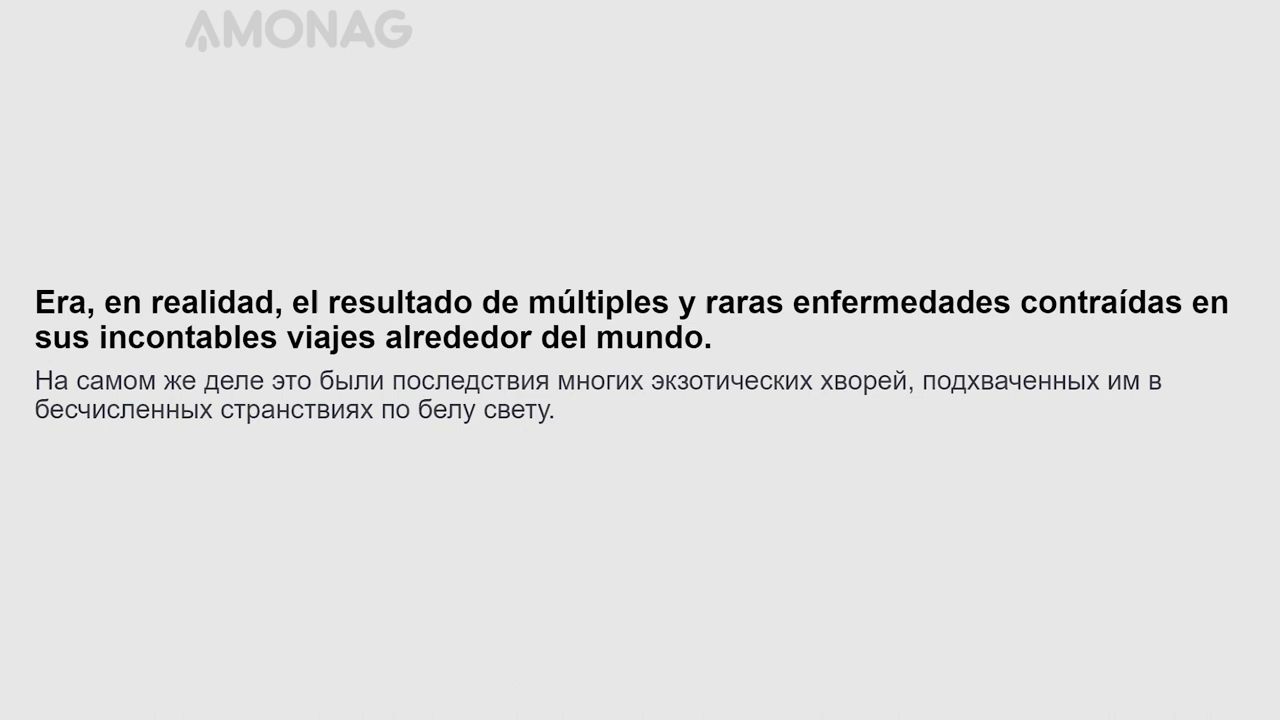 AMONAG
Era, en realidad, el resultado de múltiples y raras enfermedades contraídas en
sus incontables viajes alrededor del mundo.
На самом же деле это были последствия многих экзотических хворей, подхваченных им в
бесчисленных странствиях по белу свету.